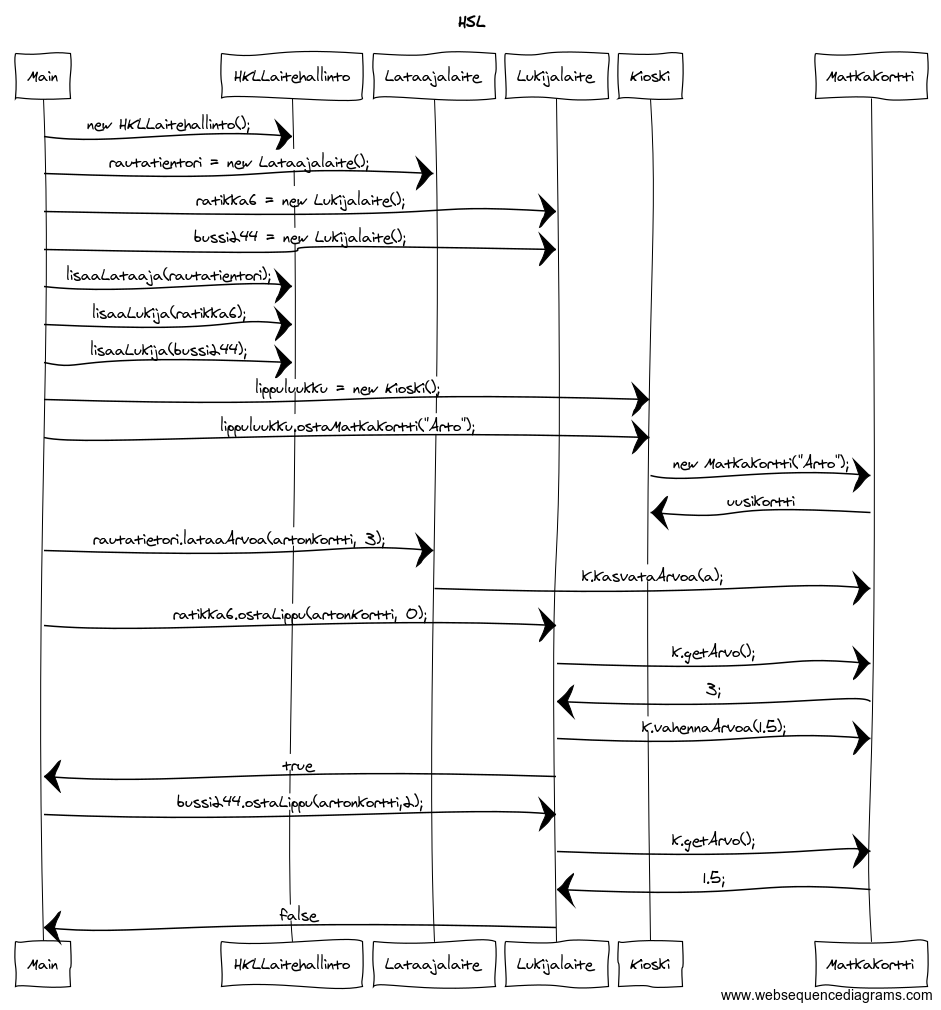 HSL
Main HKLLaitehallinto Lataajalaite Lukijalaite Kioski Matkakortti
new HKLLaitehallinto();
rautatientori = new Lataajalaite();
ratikka6 = new Lukijalaite();
bussi244 = new Lukijalaite();
lisaaLataaja(rautatientori);
lisaaLukija(ratikka6);
lisaaLukija(bussi244);
lippuluukku = new Kioski();
lippuluukku.ostaMatkakortti("Arto");
new Matkakortti("Arto");
uusikortti
rautatietori.lataaArvoa(artonKortti, 3);
k.kasvataArvoa(a);
ratikka6.ostaLippu(artonKortti, 0);
k.getArvo();
3;
k.vahennaArvoa(1.5);
true
bussi244.ostaLippu(artonKortti,2);
k.getArvo();
1.5;
false
Main HKLLaitehallinto Lataajalaite Lukijalaite Kioski Matkakortti
www.websequencediagrams.com